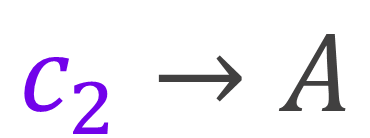 c₂ → A